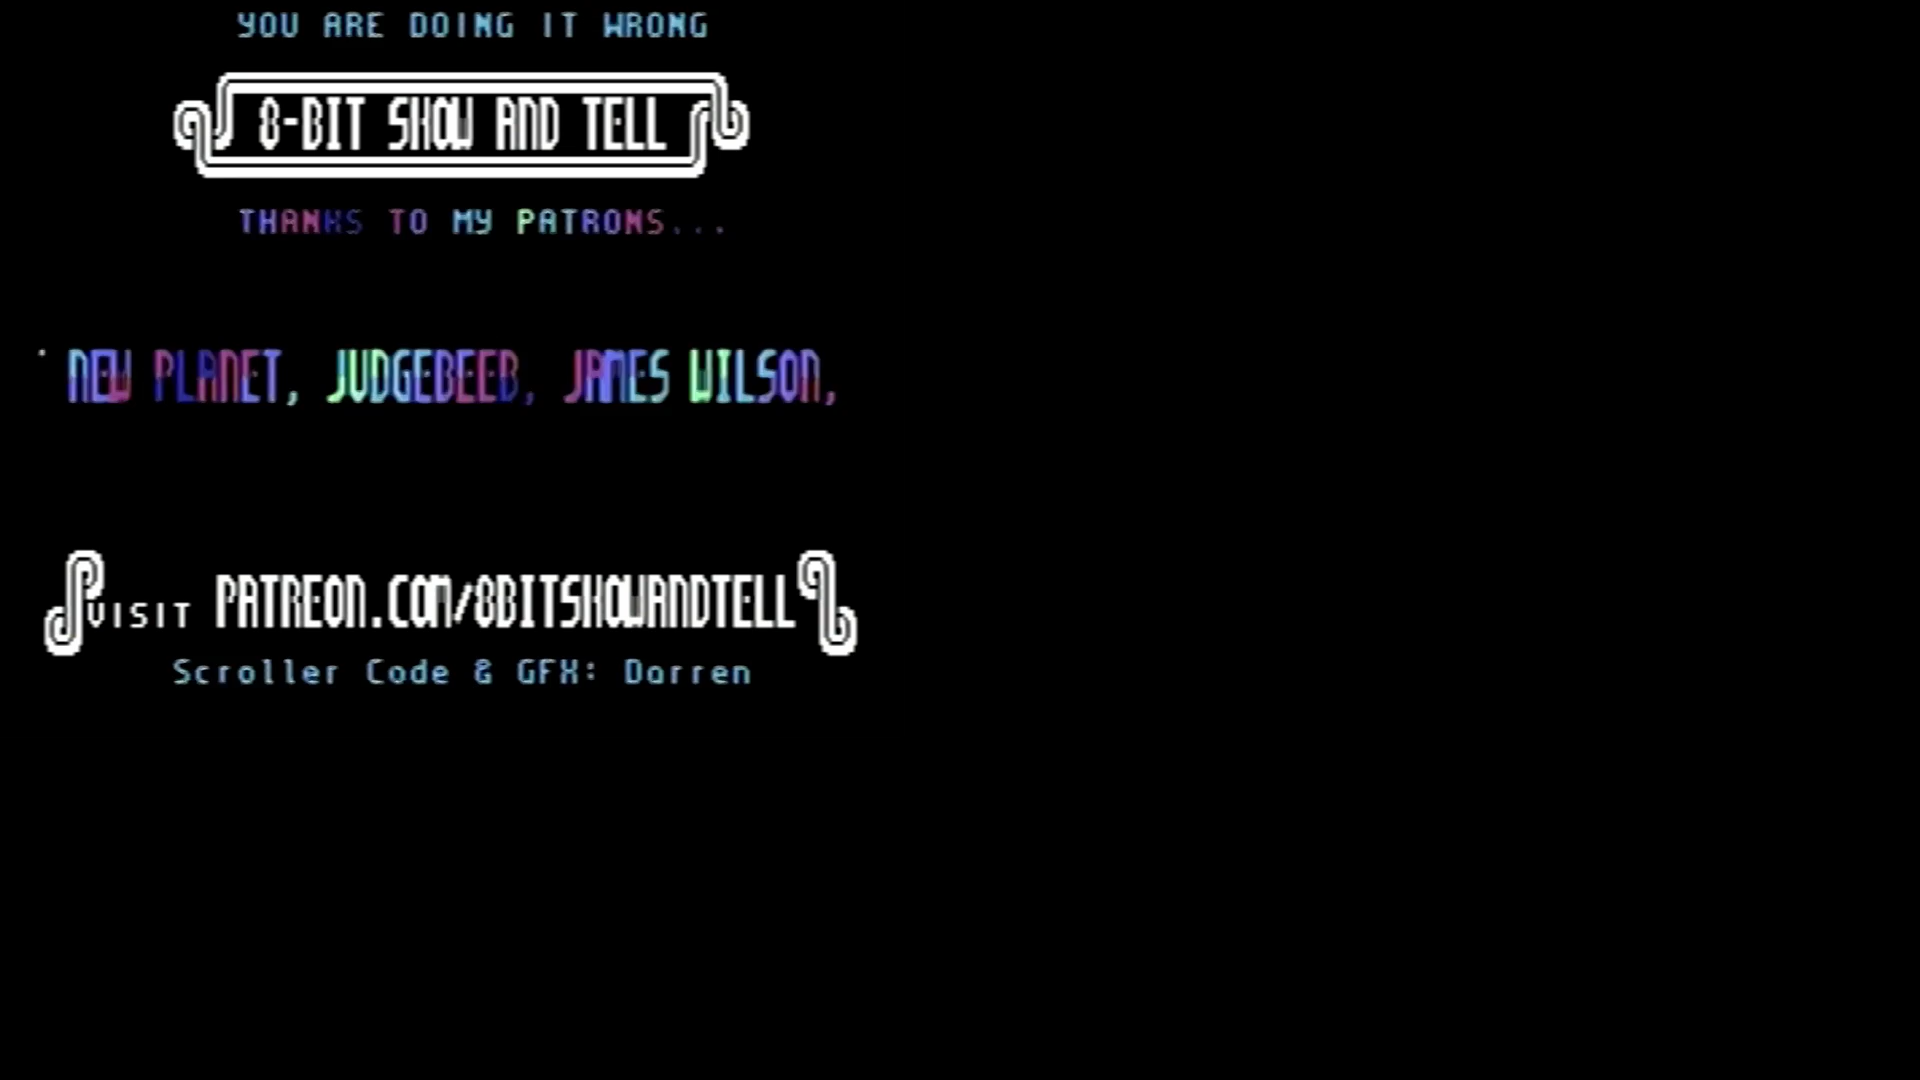 YOU ARE DOING IT WRONG
8-BIT SHOW AND TELL
THANKS TO MY PATRONS...
NEW PLANET, JUDGEBEEB, JAMES WILSON,
VISIT PATREON.COM/8BITSHOWANDTELL
Scroller Code & GFX: Darren